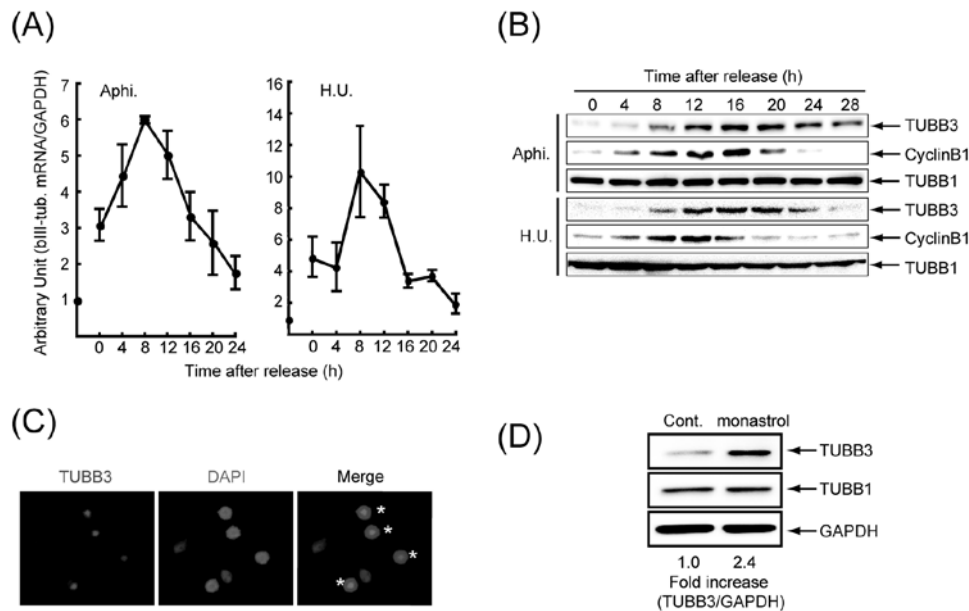 (A)
Arbitrary Unit (bIII-tub. mRNA/GAPDH)
Aphi.
7
6
5
4
3
2
1
0 4 8 12 16 20 24
H.U.
16
14
12
10
8
6
4
2
0 4 8 12 16 20 24
Time after release (h)
(B)
Time after release (h)
0 4 8 12 16 20 24 28
Aphi.
TUBB3
CyclinB1
TUBB1
H.U.
TUBB3
CyclinB1
TUBB1
(C)
TUBB3 DAPI Merge
*
*
*
*
(D)
Cont. monastrol
TUBB3
TUBB1
GAPDH
1.0 2.4
Fold increase
(TUBB3/GAPDH)